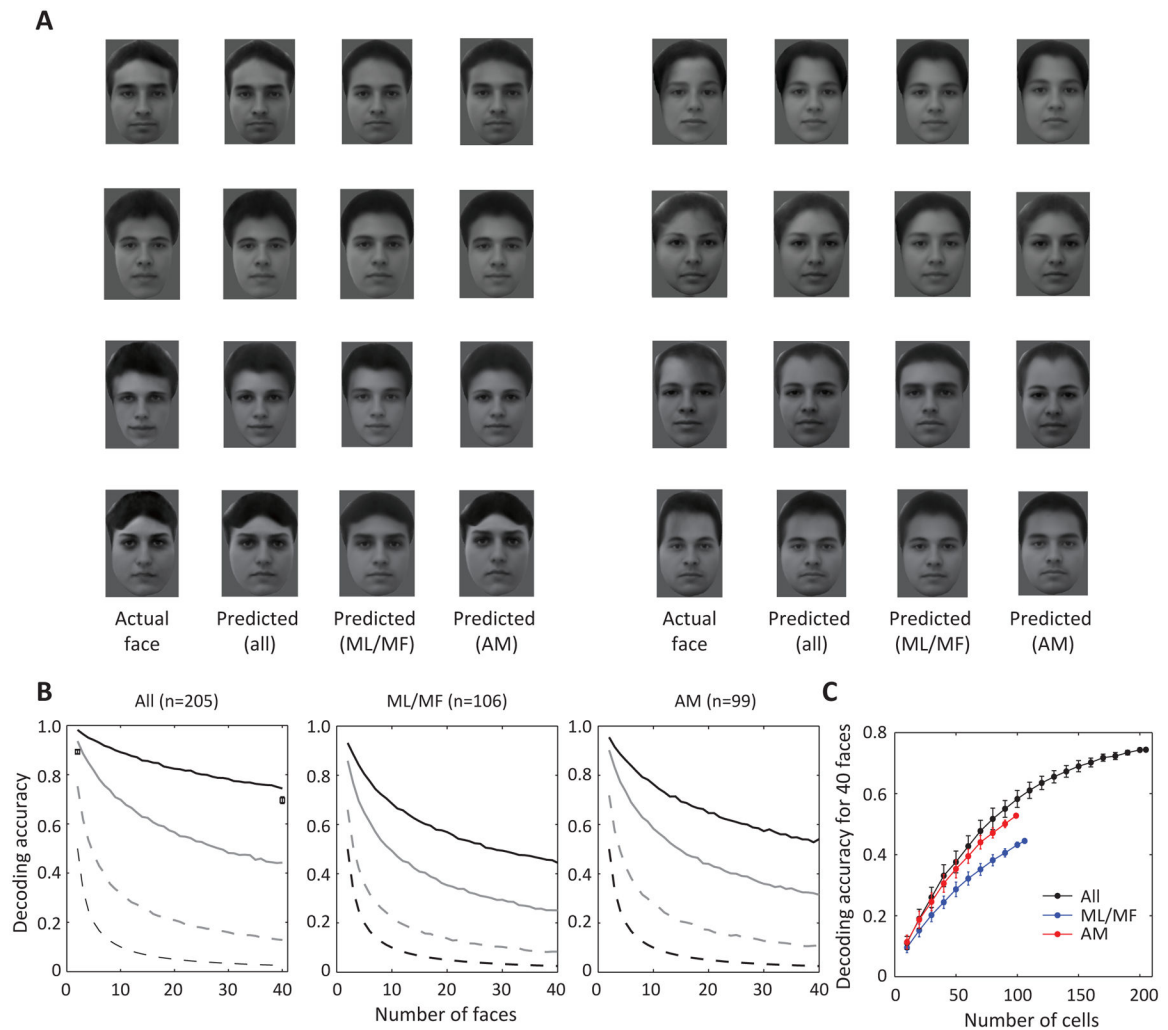 A
Actual face
Predicted (all)
Predicted (ML/MF)
Predicted (AM)
Actual face
Predicted (all)
Predicted (ML/MF)
Predicted (AM)
B
All (n=205)
ML/MF (n=106)
AM (n=99)
Decoding accuracy
1.0
0.8
0.6
0.4
0.2
0
0 10 20 30 40
1.0
0.8
0.6
0.4
0.2
0
0 10 20 30 40
1.0
0.8
0.6
0.4
0.2
0
0 10 20 30 40
Number of faces
C
Decoding accuracy for 40 faces
0.8
0.6
0.4
0.2
0
All
ML/MF
AM
0 50 100 150 200
Number of cells